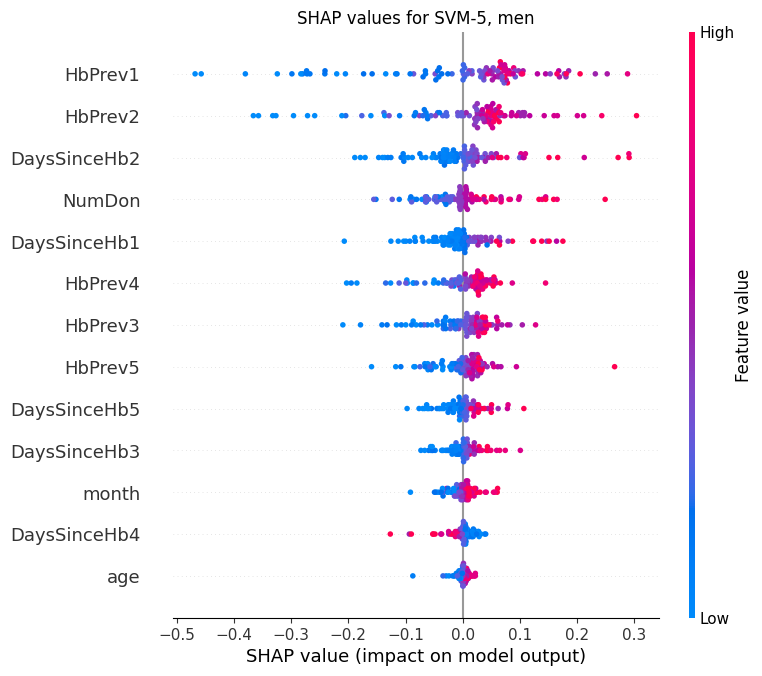 SHAP values for SVM-5, men
High
HbPrev1
HbPrev2
DaysSinceHb2
NumDon
DaysSinceHb1
HbPrev4
HbPrev3
HbPrev5
DaysSinceHb5
DaysSinceHb3
month
DaysSinceHb4
age
Feature value
Low
−0.5 −0.4 −0.3 −0.2 −0.1 0.0 0.1 0.2 0.3
SHAP value (impact on model output)